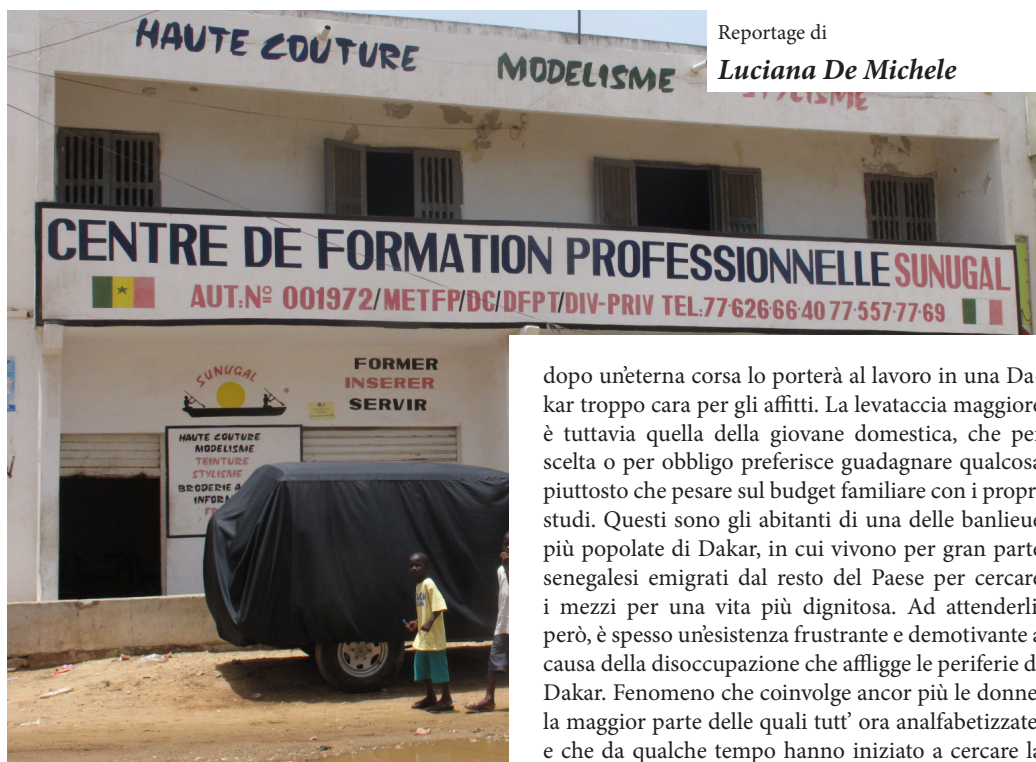 Reportage di
Luciana De Michele
HAUTE COUTURE
MODELISME
STYLISME
CENTRE DE FORMATION PROFESSIONNELLE SUNUGAL
AUT.Nº 001972/METFP/DC/DFPT/DIV-PRIV TEL.:77·626·66·40 77·557·77·69
SUNUGAL
FORMER
INSERER
SERVIR
HAUTE COUTURE
MODELISME
TEINTURE
STYLISME
BRODERIE
dopo un'eterna corsa lo porterà al lavoro in una Da
kar troppo cara per gli affitti. La levataccia maggiore
è tuttavia quella della giovane domestica, che per
scelta o per obbligo preferisce guadagnare qualcosa
piuttosto che pesare sul budget familiare con i propri
studi. Questi sono gli abitanti di una delle banlieue
più popolate di Dakar, in cui vivono per gran parte
senegalesi emigrati dal resto del Paese per cercare
i mezzi per una vita più dignitosa. Ad attenderli
però, è spesso un'esistenza frustrante e demotivante a
causa della disoccupazione che affligge le periferie di
Dakar. Fenomeno che coinvolge ancor più le donne
la maggior parte delle quali tutt' ora analfabetizzate
e che da qualche tempo hanno iniziato a cercare la